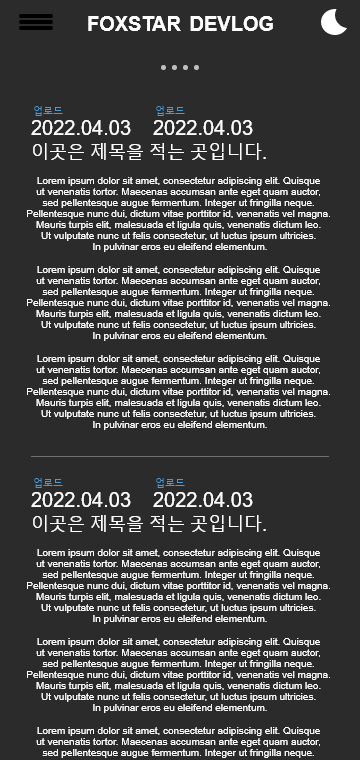 FOXSTAR DEVLOG
업로드 업로드
2022.04.03 2022.04.03
이곳은 제목을 적는 곳입니다.
Lorem ipsum dolor sit amet, consectetur adipiscing elit. Quisque
ut venenatis tortor. Maecenas accumsan ante eget quam auctor,
sed pellentesque augue fermentum. Integer ut fringilla neque.
Pellentesque nunc dui, dictum vitae porttitor id, venenatis vel magna.
Mauris turpis elit, malesuada et ligula quis, venenatis dictum leo.
Ut vulputate nunc ut felis consectetur, ut luctus ipsum ultricies.
In pulvinar eros eu eleifend elementum.
Lorem ipsum dolor sit amet, consectetur adipiscing elit. Quisque
ut venenatis tortor. Maecenas accumsan ante eget quam auctor,
sed pellentesque augue fermentum. Integer ut fringilla neque.
Pellentesque nunc dui, dictum vitae porttitor id, venenatis vel magna.
Mauris turpis elit, malesuada et ligula quis, venenatis dictum leo.
Ut vulputate nunc ut felis consectetur, ut luctus ipsum ultricies.
In pulvinar eros eu eleifend elementum.
Lorem ipsum dolor sit amet, consectetur adipiscing elit. Quisque
ut venenatis tortor. Maecenas accumsan ante eget quam auctor,
sed pellentesque augue fermentum. Integer ut fringilla neque.
Pellentesque nunc dui, dictum vitae porttitor id, venenatis vel magna.
Mauris turpis elit, malesuada et ligula quis, venenatis dictum leo.
Ut vulputate nunc ut felis consectetur, ut luctus ipsum ultricies.
In pulvinar eros eu eleifend elementum.
업로드 업로드
2022.04.03 2022.04.03
이곳은 제목을 적는 곳입니다.
Lorem ipsum dolor sit amet, consectetur adipiscing elit. Quisque
ut venenatis tortor. Maecenas accumsan ante eget quam auctor,
sed pellentesque augue fermentum. Integer ut fringilla neque.
Pellentesque nunc dui, dictum vitae porttitor id, venenatis vel magna.
Mauris turpis elit, malesuada et ligula quis, venenatis dictum leo.
Ut vulputate nunc ut felis consectetur, ut luctus ipsum ultricies.
In pulvinar eros eu eleifend elementum.
Lorem ipsum dolor sit amet, consectetur adipiscing elit. Quisque
ut venenatis tortor. Maecenas accumsan ante eget quam auctor,
sed pellentesque augue fermentum. Integer ut fringilla neque.
Pellentesque nunc dui, dictum vitae porttitor id, venenatis vel magna.
Mauris turpis elit, malesuada et ligula quis, venenatis dictum leo.
Ut vulputate nunc ut felis consectetur, ut luctus ipsum ultricies.
In pulvinar eros eu eleifend elementum.
Lorem ipsum dolor sit amet, consectetur adipiscing elit. Quisque
ut venenatis tortor. Maecenas accumsan ante eget quam auctor,
sed pellentesque augue fermentum. Integer ut fringilla neque.